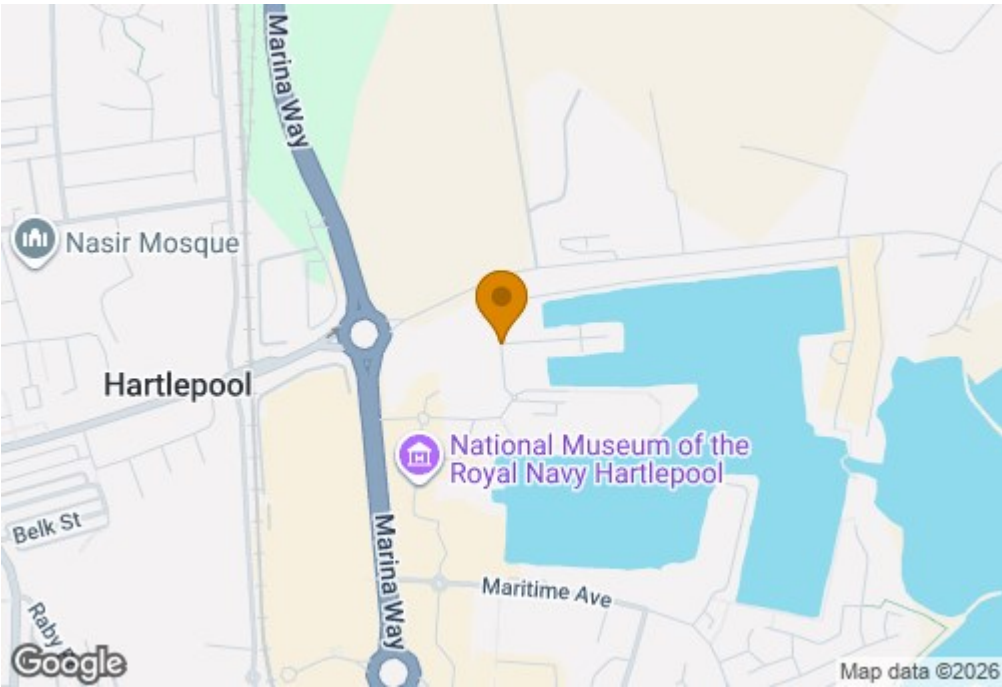 Marina Way
Nasir Mosque
Hartlepool
National Museum of the
Royal Navy Hartlepool
Belk St
Marina Way
Maritime Ave
Raby
Google
Map data ©2026